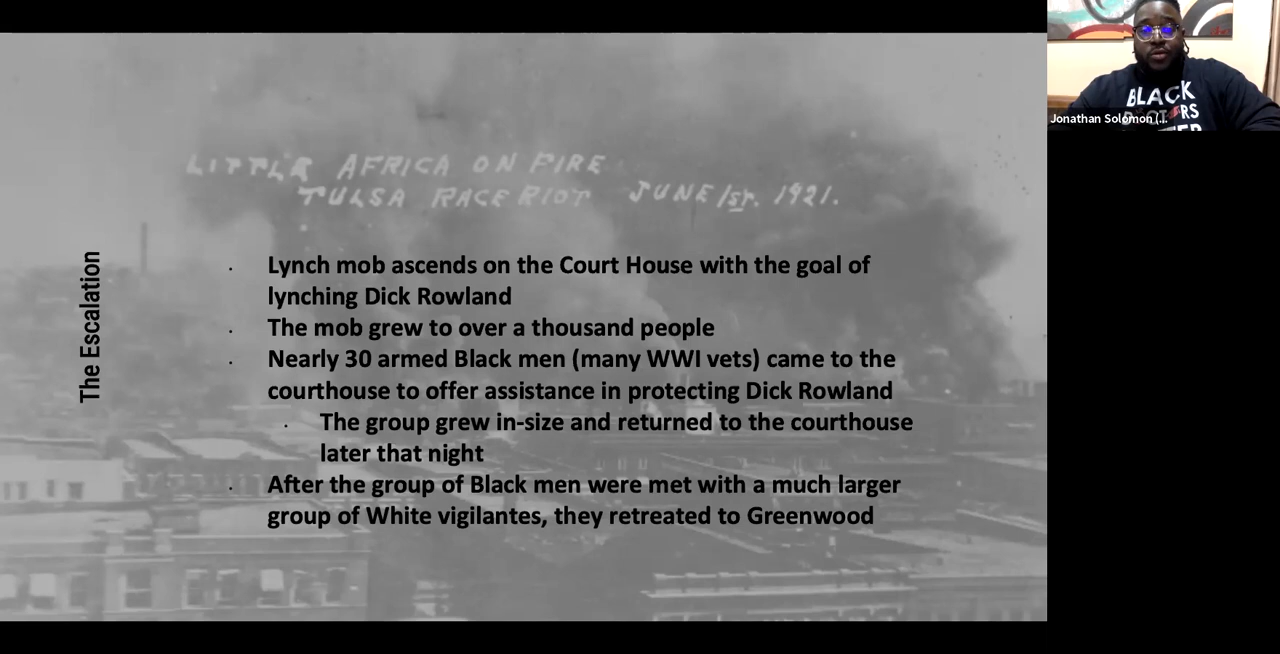 LITTLE AFRICA ON FIRE
TULSA RACE RIOT JUNE 1st. 1921.
The Escalation
· Lynch mob ascends on the Court House with the goal of
lynching Dick Rowland
· The mob grew to over a thousand people
· Nearly 30 armed Black men (many WWI vets) came to the
courthouse to offer assistance in protecting Dick Rowland
· The group grew in-size and returned to the courthouse
later that night
· After the group of Black men were met with a much larger
group of White vigilantes, they retreated to Greenwood
BLACK
Jonathan Solomon (...